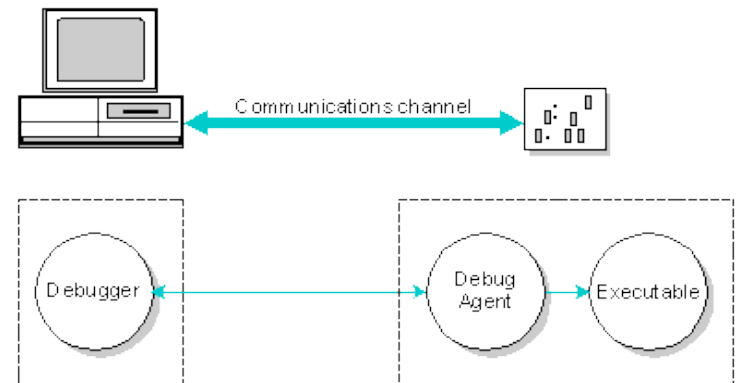 Communications channel
Debugger
Debug
Agent
Executable